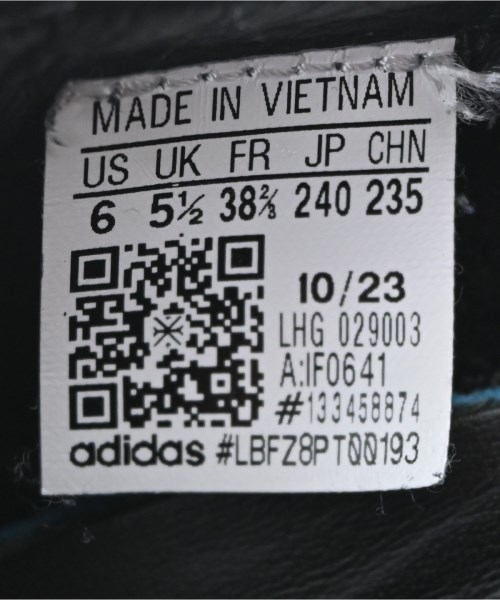 MADE IN VIETNAM
US UK FR JP CHN
6 5½ 38⅔ 240 235
10/23
LHG 029003
A:IF0641
#133458874
adidas #LBFZ8PT00193